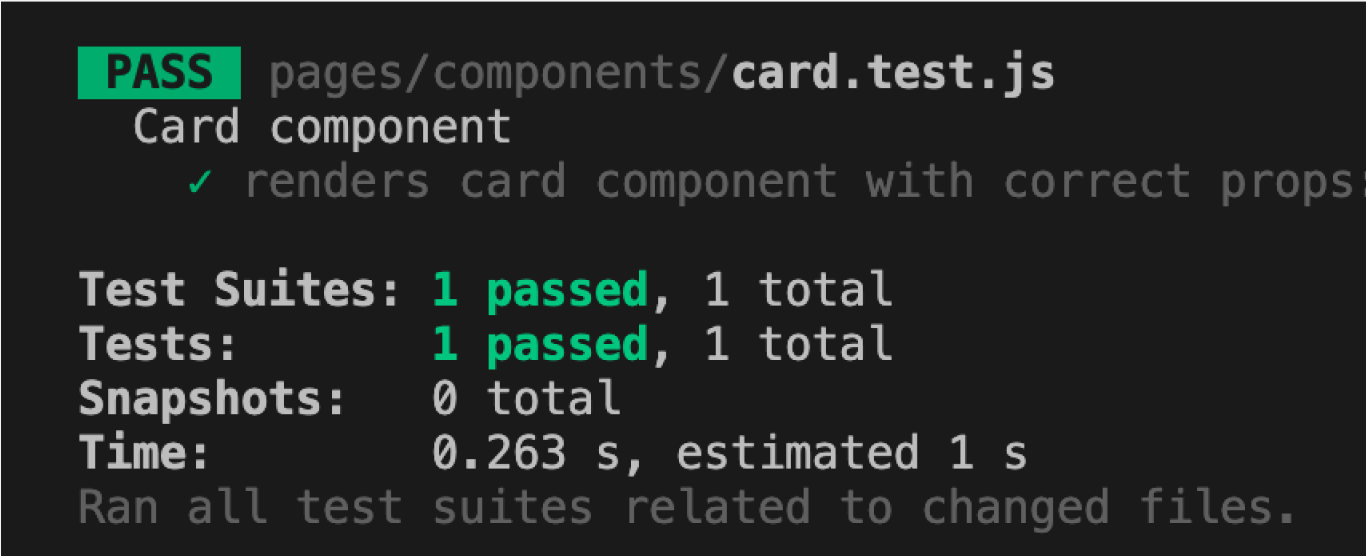 PASS pages/components/card.test.js
Card component
✓ renders card component with correct props:
Test Suites: 1 passed, 1 total
Tests: 1 passed, 1 total
Snapshots: 0 total
Time: 0.263 s, estimated 1 s
Ran all test suites related to changed files.